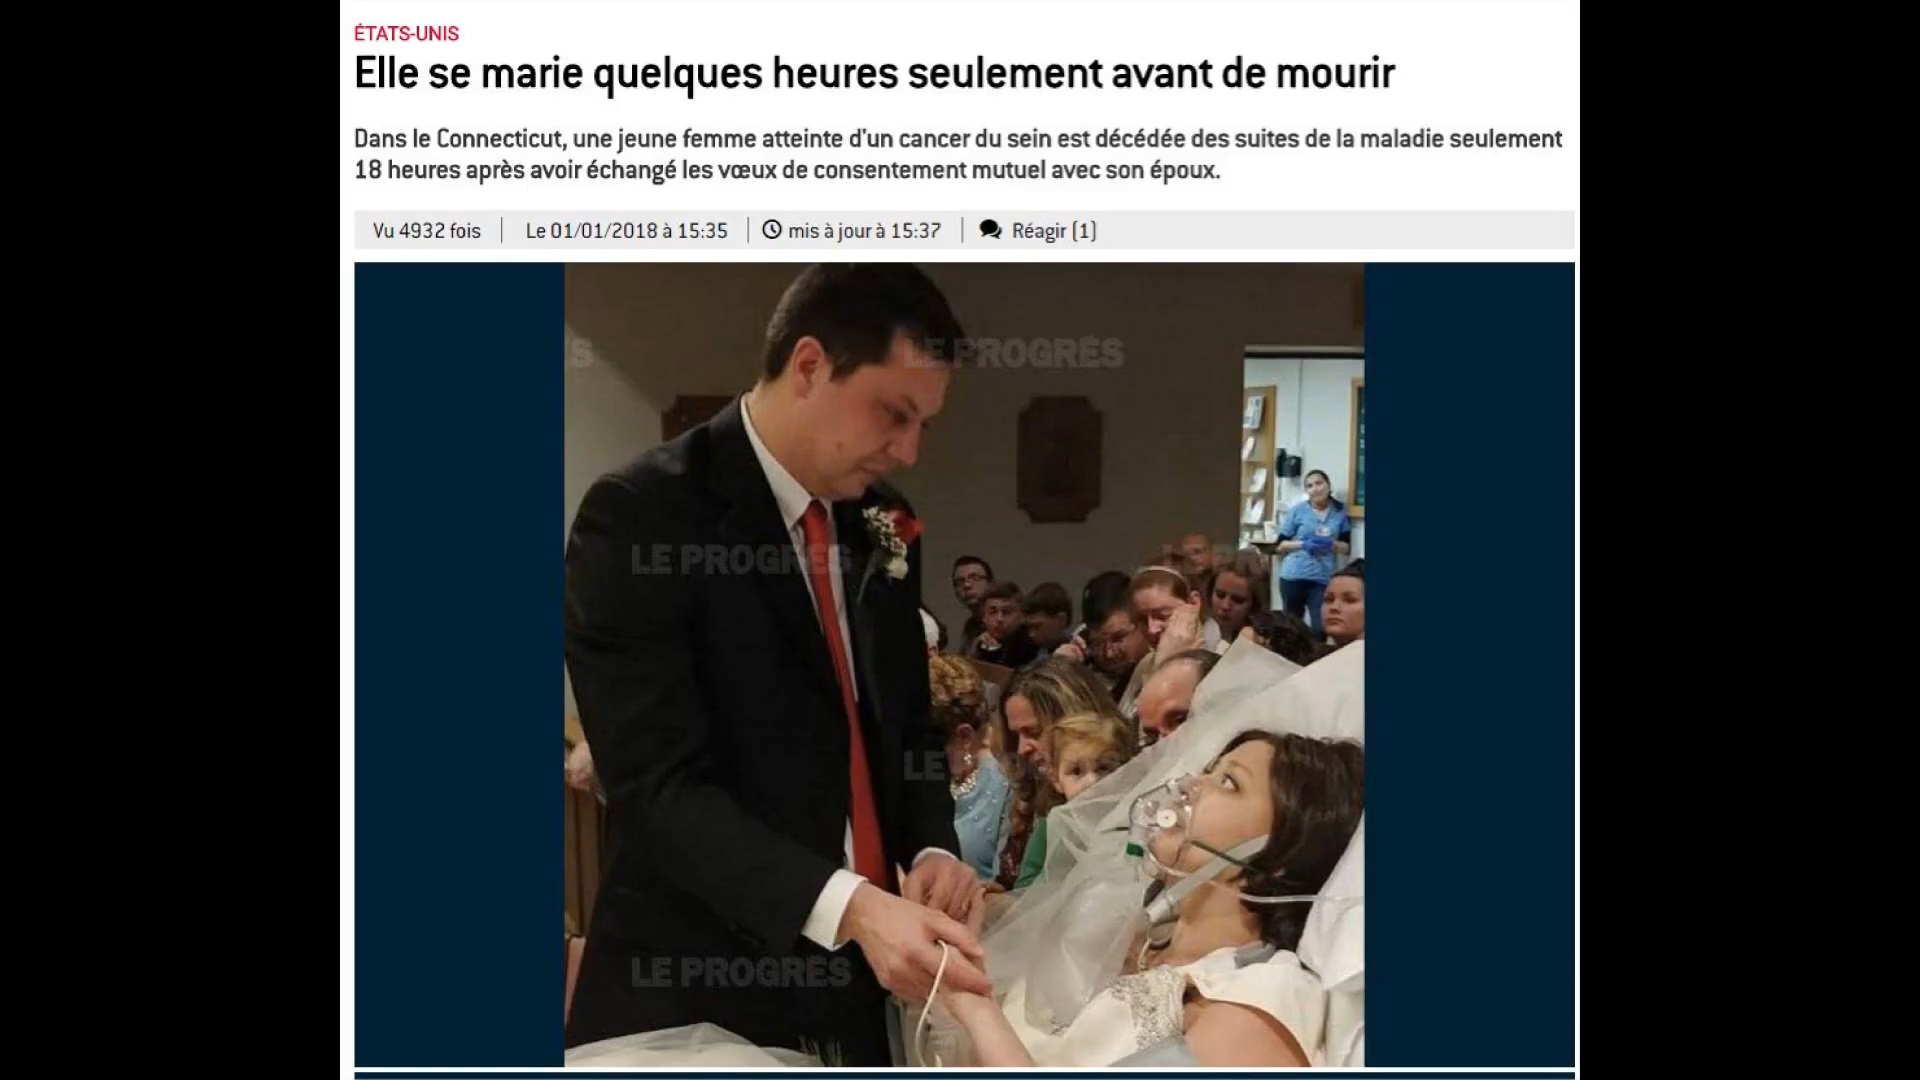 ÉTATS-UNIS
Elle se marie quelques heures seulement avant de mourir
Dans le Connecticut, une jeune femme atteinte d'un cancer du sein est décédée des suites de la maladie seulement
18 heures après avoir échangé les vœux de consentement mutuel avec son époux.
Vu 4932 fois Le 01/01/2018 à 15:35 mis à jour à 15:37 Réagir (1)
LE PROGRÈS
LE PROGRÈS
LE PROGRÈS